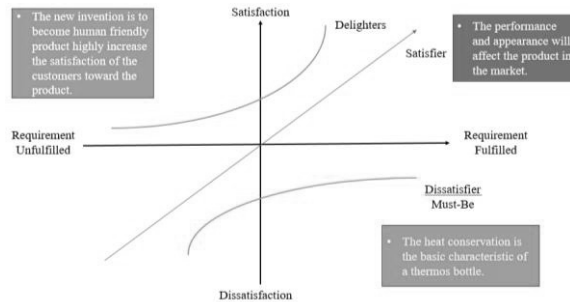 • The new invention is to
become human friendly
product highly increase
the satisfaction of the
customers toward the
product.
Satisfaction
Delighters
Satisfier
• The performance
and appearance will
affect the product in
the market.
Requirement
Unfulfilled
Requirement
Fulfilled
Dissatisfier
Must-Be
• The heat conservation is
the basic characteristic of
a thermos bottle.
Dissatisfaction